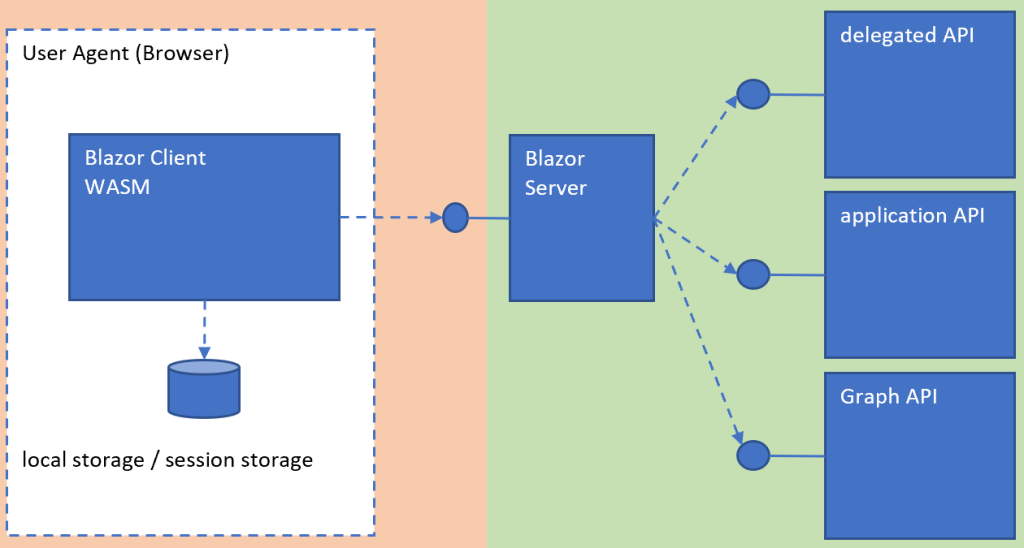 User Agent (Browser)
Blazor Client
WASM
local storage / session storage
Blazor
Server
delegated API
application API
Graph API